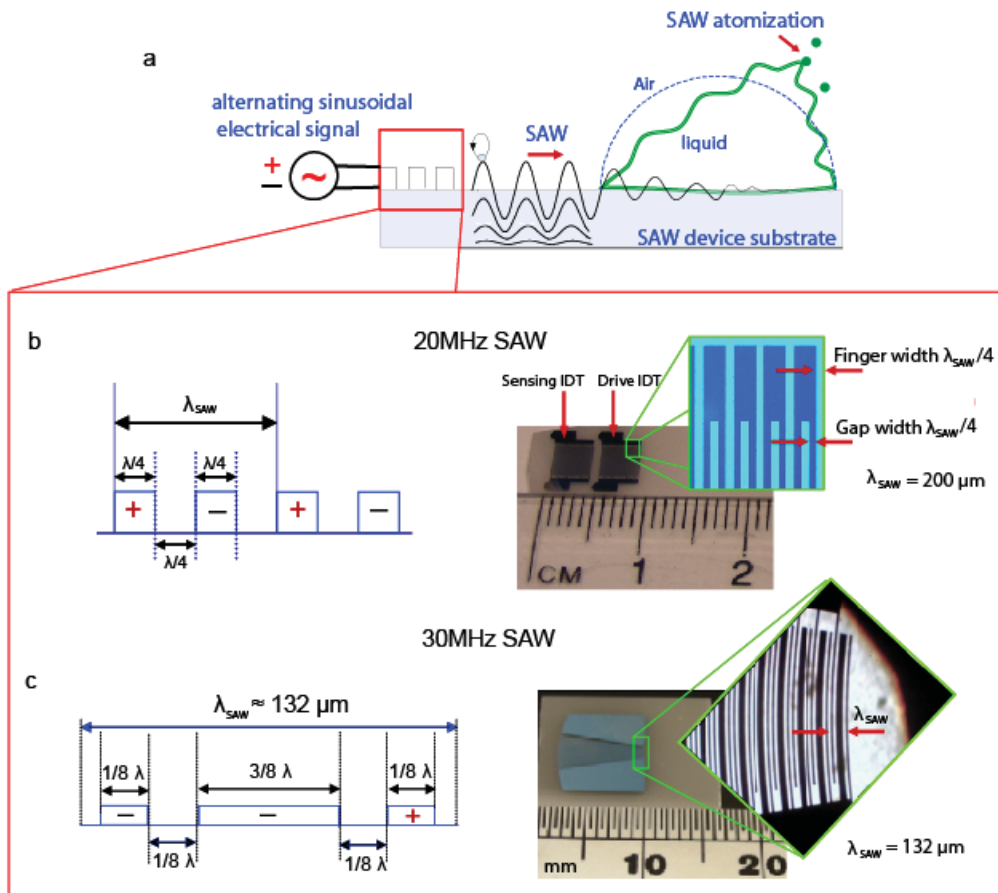 SAW atomization
a
Air
alternating sinusoidal
electrical signal
SAW
liquid
+
−
~
SAW device substrate
b
20MHz SAW
Sensing IDT
Drive IDT
Finger width λSAW/4
λSAW
Gap width λSAW/4
λ/4
λ/4
λSAW = 200 µm
+
−
+
−
λ/4
CM
1
2
30MHz SAW
c
λSAW ≈ 132 µm
λSAW
1/8 λ
3/8 λ
1/8 λ
−
−
+
1/8 λ
1/8 λ
λSAW = 132 µm
mm
10
20